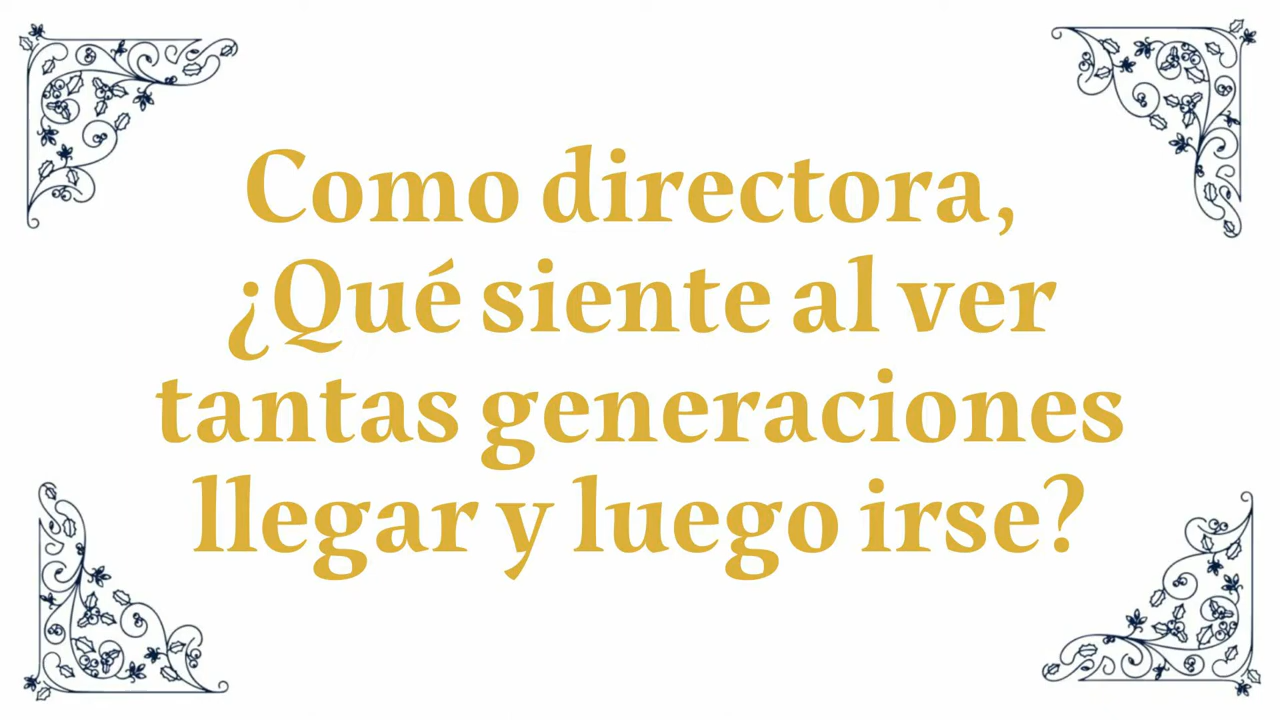 Como directora,
¿Qué siente al ver
tantas generaciones
llegar y luego irse?